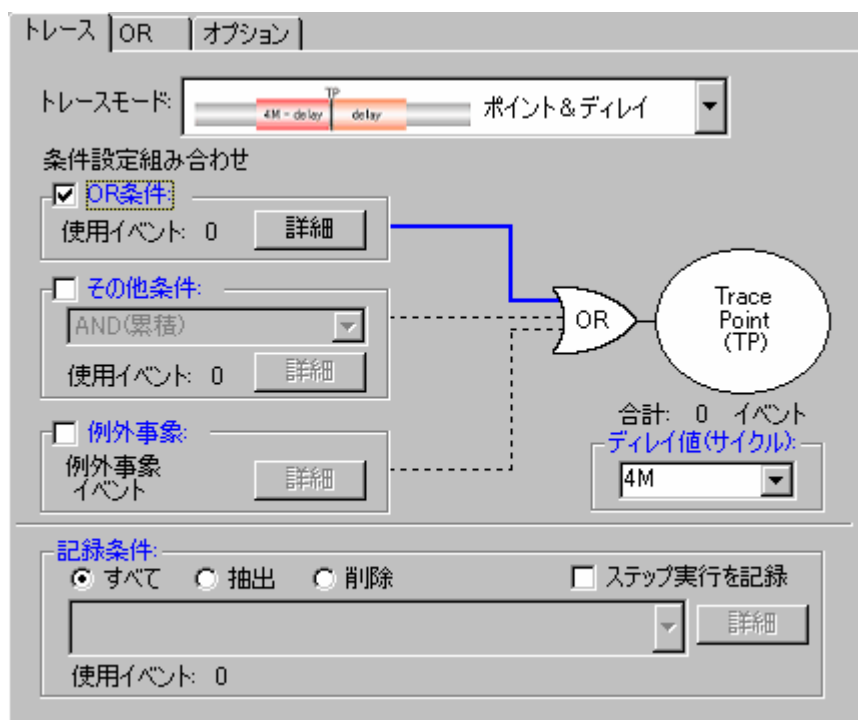 トレース OR オプション
トレースモード: TP 4M - delay delay ポイント&ディレイ
条件設定組み合わせ
OR条件:
使用イベント: 0 詳細
その他条件:
AND(累積)
使用イベント: 0 詳細
例外事象:
例外事象
イベント
詳細
OR
Trace
Point
(TP)
合計: 0 イベント
ディレイ値(サイクル):
4M
記録条件:
すべて 抽出 削除 ステップ実行を記録
詳細
使用イベント: 0